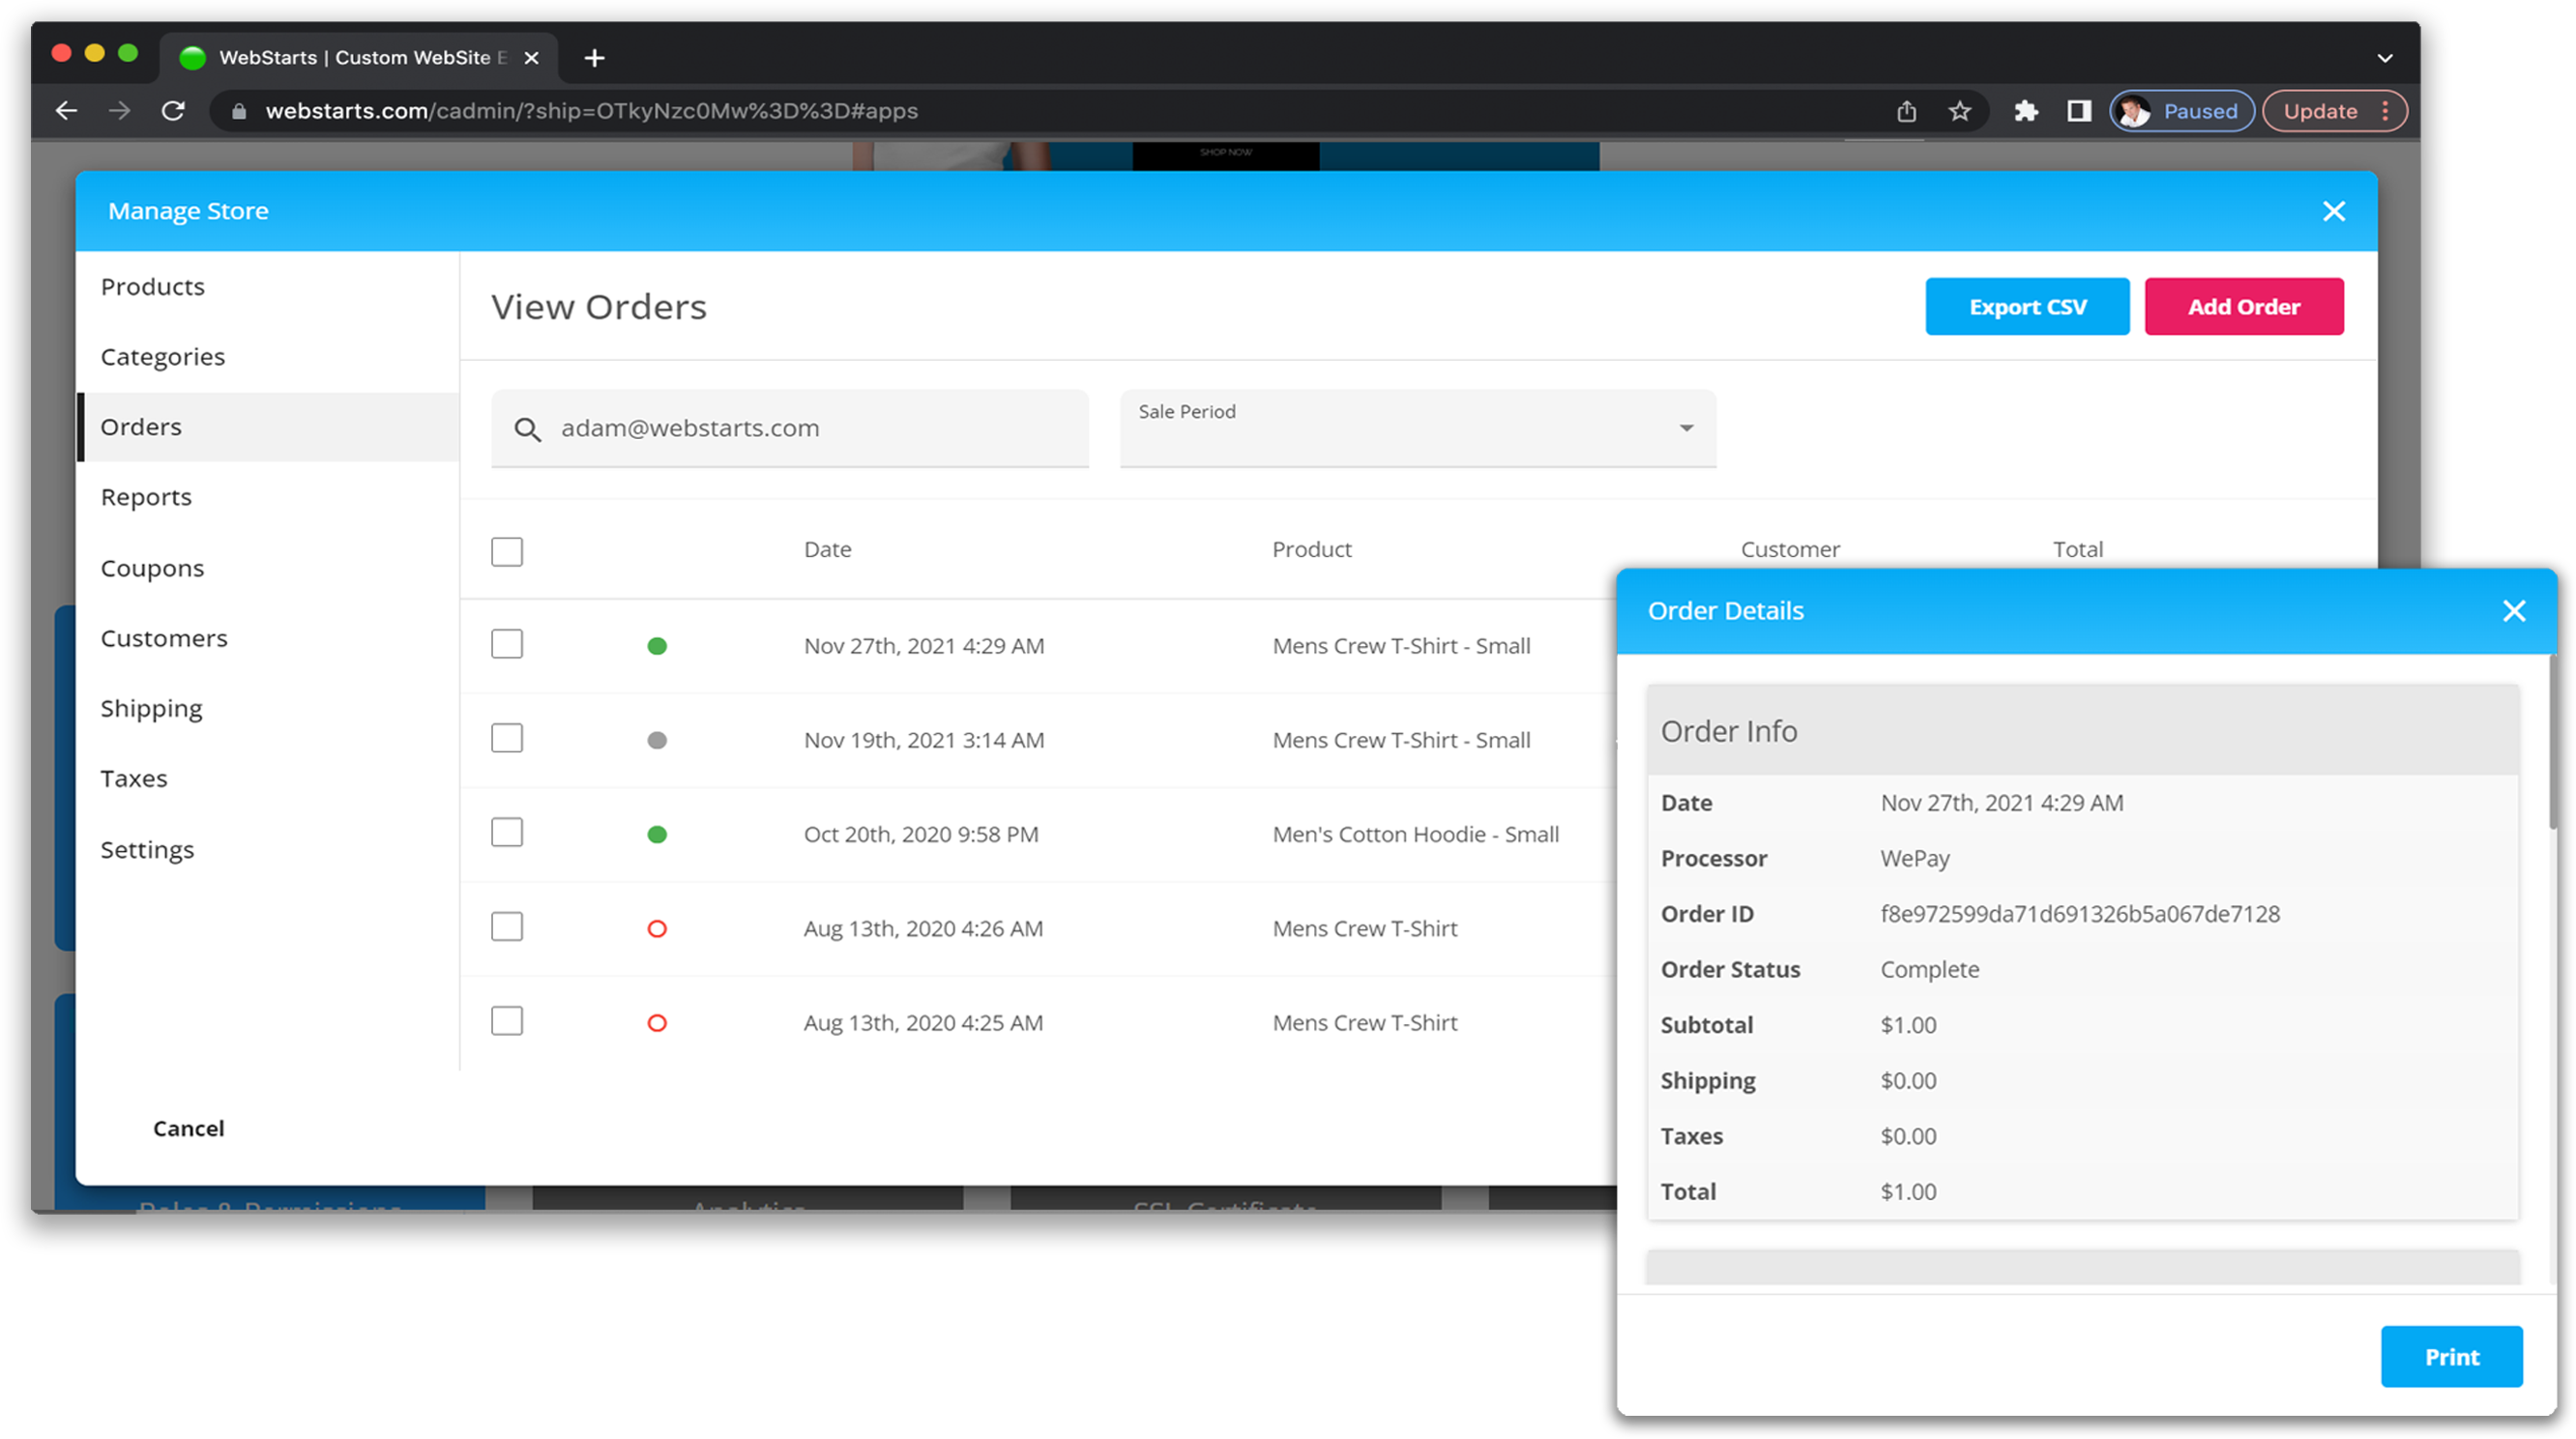 WebStarts | Custom WebSite E
webstarts.com/cadmin/?ship=OTkyNzc0Mw%3D%3D#apps
Paused
Update
SHOP NOW
Manage Store
Products
Categories
Orders
Reports
Coupons
Customers
Shipping
Taxes
Settings
Cancel
View Orders
Export CSV
Add Order
adam@webstarts.com
Sale Period
Date Product Customer Total
Nov 27th, 2021 4:29 AM Mens Crew T-Shirt - Small
Nov 19th, 2021 3:14 AM Mens Crew T-Shirt - Small
Oct 20th, 2020 9:58 PM Men's Cotton Hoodie - Small
Aug 13th, 2020 4:26 AM Mens Crew T-Shirt
Aug 13th, 2020 4:25 AM Mens Crew T-Shirt
Roles & Permissions
Analytics
SSL Certificate
Order Details
Order Info
Date Nov 27th, 2021 4:29 AM
Processor WePay
Order ID f8e972599da71d691326b5a067de7128
Order Status Complete
Subtotal $1.00
Shipping $0.00
Taxes $0.00
Total $1.00
Print